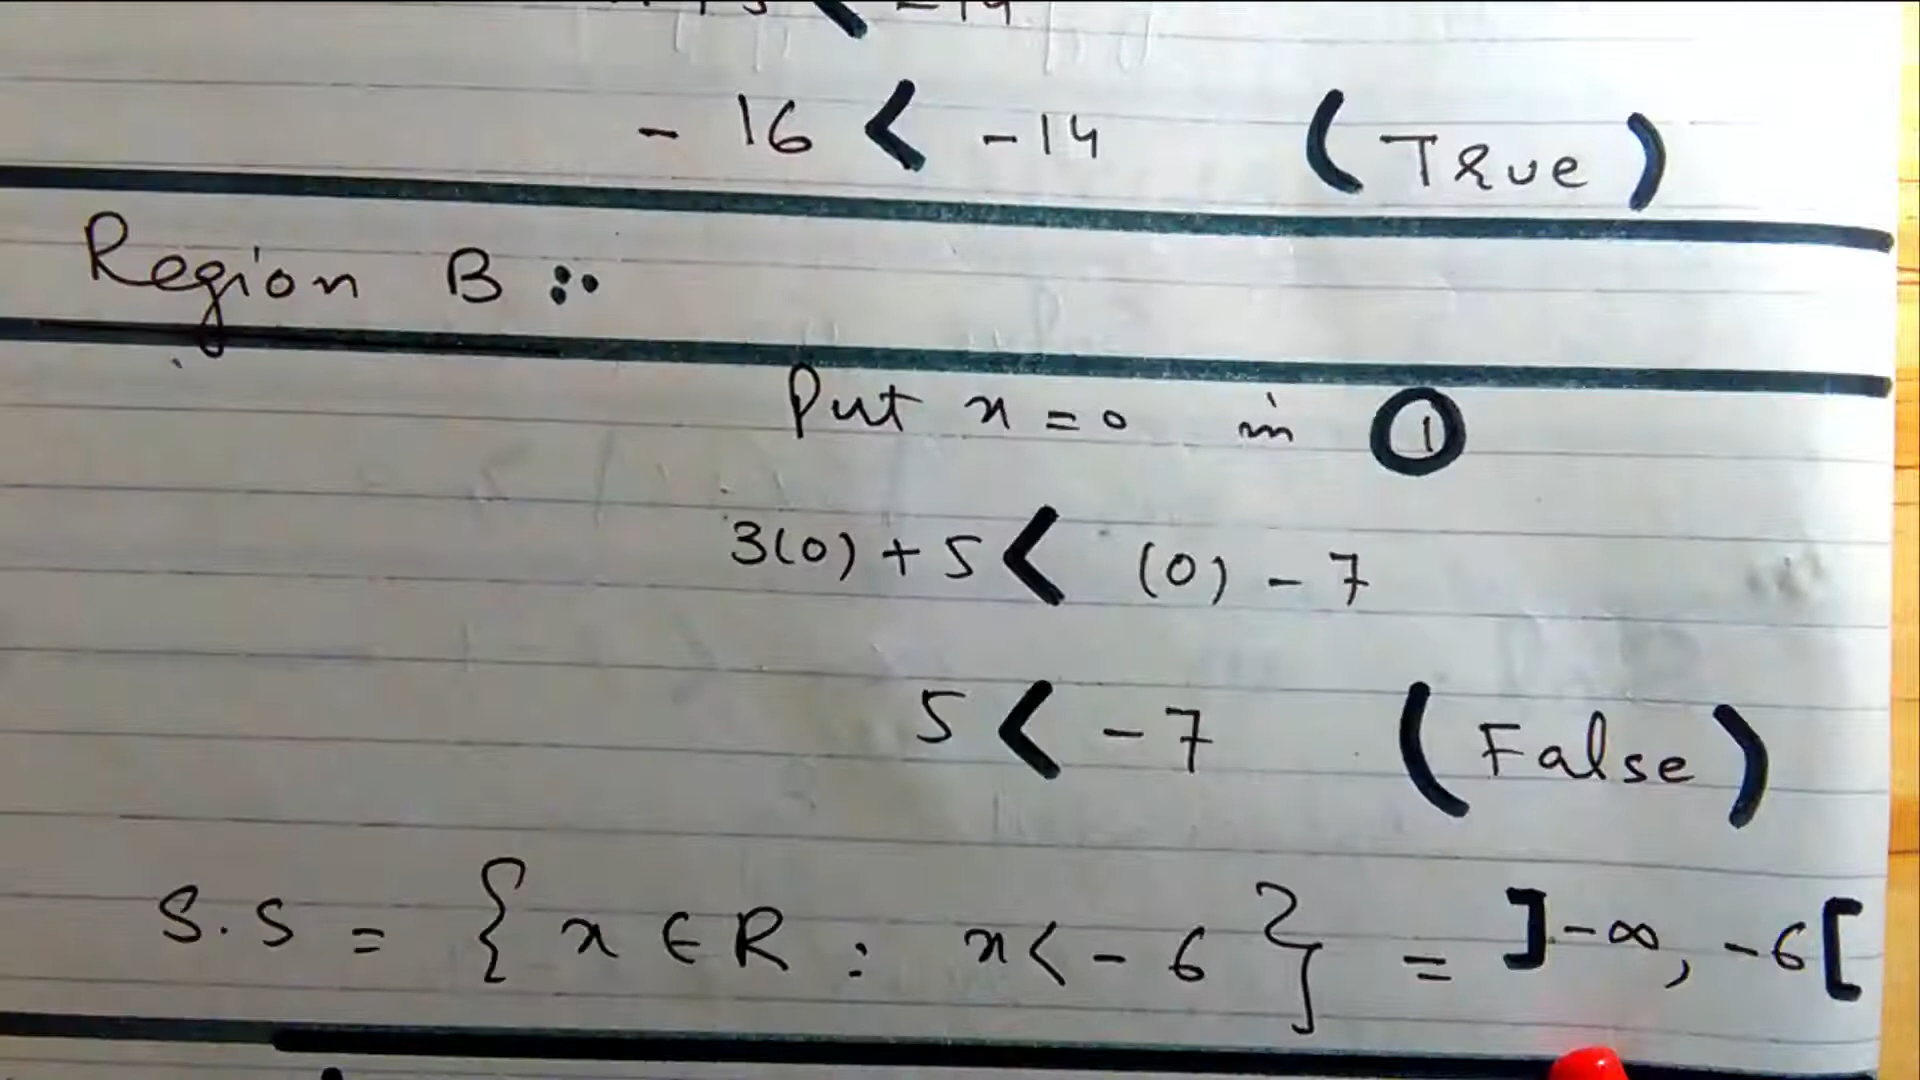 - 16 < -14 (True)
Region B ::
Put x = 0 in ①
3(0) + 5 < (0) - 7
5 < -7 (False)
S.S = { x ∈ R : x < - 6 } = ]-∞, -6[